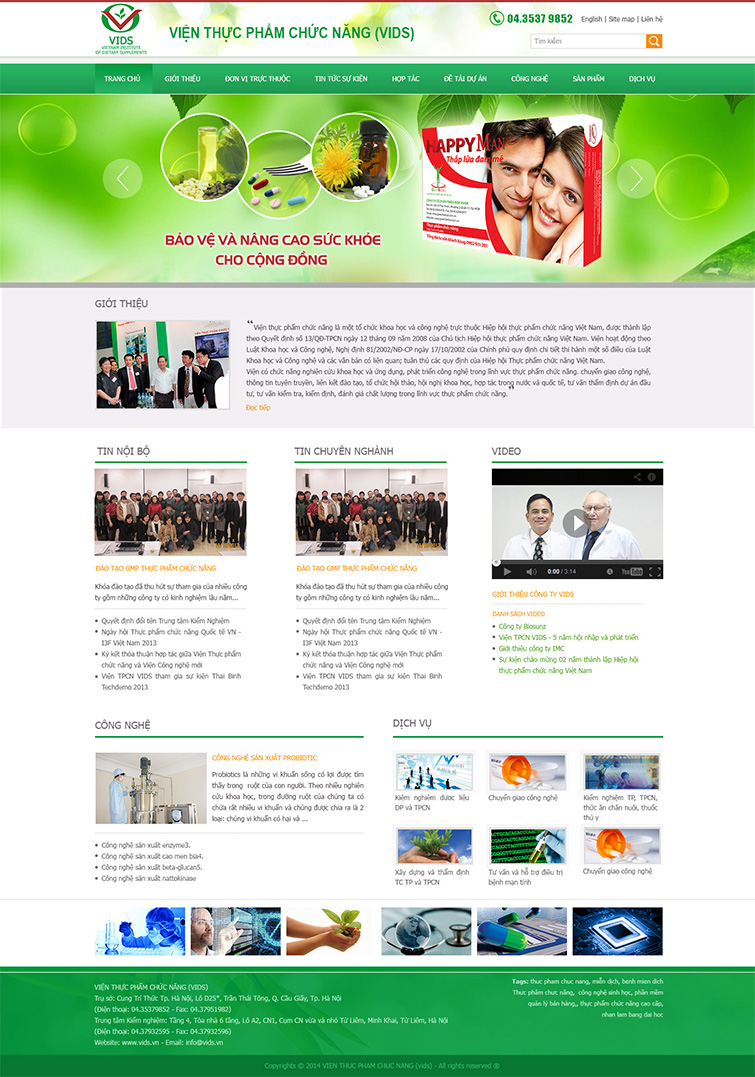 VIDS
VIETNAM INSTITUTE
OF DIETARY SUPPLEMENTS
VIỆN THỰC PHẨM CHỨC NĂNG (VIDS)
04.3537 9852
English | Site map | Liên hệ
Tìm kiếm
TRANG CHỦ
GIỚI THIỆU
ĐƠN VỊ TRỰC THUỘC
TIN TỨC SỰ KIỆN
HỢP TÁC
ĐỀ TÀI DỰ ÁN
CÔNG NGHỆ
SẢN PHẨM
DỊCH VỤ
BẢO VỆ VÀ NÂNG CAO SỨC KHỎE
CHO CỘNG ĐỒNG
HAPPY MAN
Thắp lửa đam mê
GIỚI THIỆU
“ Viện thực phẩm chức năng là một tổ chức khoa học và công nghệ trực thuộc Hiệp hội thực phẩm chức năng Việt Nam, được thành lập
theo Quyết định số 13/QĐ-TPCN ngày 12 tháng 09 năm 2008 của Chủ tịch Hiệp hội thực phẩm chức năng Việt Nam. Viện hoạt động theo
Luật Khoa học và Công Nghệ, Nghị định 81/2002/NĐ-CP ngày 17/10/2002 của Chính phủ quy định chi tiết thi hành một số điều của Luật
Khoa học và Công Nghệ và các văn bản có liên quan; tuân thủ các quy định của Hiệp hội Thực phẩm chức năng Việt Nam.
Viện có chức năng nghiên cứu khoa học và ứng dụng, phát triển công nghệ trong lĩnh vực thực phẩm chức năng. chuyển giao công nghệ,
thông tin tuyên truyền, liên kết đào tạo, tổ chức hội thảo, hội nghị khoa học, hợp tác trong nước và quốc tế, tư vấn thẩm định dự án đầu
tư, tư vấn kiểm tra, kiểm định, đánh giá chất lượng trong lĩnh vực thực phẩm chức năng. ”
Đọc tiếp
TIN NỘI BỘ
ĐÀO TẠO GMP THỰC PHẨM CHỨC NĂNG
Khóa đào tạo đã thu hút sự tham gia của nhiều công
ty gồm những công ty có kinh nghiệm lâu năm...
Quyết định đổi tên Trung tâm Kiểm Nghiệm
Ngày hội Thực phẩm chức năng Quốc tế VN -
I3F Việt Nam 2013
Ký kết thỏa thuận hợp tác giữa Viện Thực phẩm
chức năng và Viện Công nghệ mới
Viện TPCN VIDS tham gia sự kiện Thai Binh
Techdemo 2013
TIN CHUYÊN NGHÀNH
ĐÀO TẠO GMP THỰC PHẨM CHỨC NĂNG
Khóa đào tạo đã thu hút sự tham gia của nhiều công
ty gồm những công ty có kinh nghiệm lâu năm...
Quyết định đổi tên Trung tâm Kiểm Nghiệm
Ngày hội Thực phẩm chức năng Quốc tế VN -
I3F Việt Nam 2013
Ký kết thỏa thuận hợp tác giữa Viện Thực phẩm
chức năng và Viện Công nghệ mới
Viện TPCN VIDS tham gia sự kiện Thai Binh
Techdemo 2013
VIDEO
0:00 / 3:14
YouTube
GIỚI THIỆU CÔNG TY VIDS
DANH SÁCH VIDEO
Công ty Biosunz
Viện TPCN VIDS - 5 năm hội nhập và phát triển
Giới thiệu công ty IMC
Sự kiện chào mừng 02 năm thành lập Hiệp hội
thực phẩm chức năng Việt Nam
CÔNG NGHỆ
CÔNG NGHỆ SẢN XUẤT PROBIOTIC
Probiotics là những vi khuẩn sống có lợi được tìm
thấy trong ruột của con người. Theo nhiều nghiên
cứu khoa học, trong đường ruột của chúng ta có
chứa rất nhiều vi khuẩn và chúng được chia ra là 2
loại: chủng vi khuẩn có hại và ...
Công nghệ sản xuất enzyme3.
Công nghệ sản xuất cao men bia4.
Công nghệ sản xuất beta-glucan5.
Công nghệ sản xuất nattokinase
DỊCH VỤ
Kiểm nghiệm dược liệu
DP và TPCN
Chuyển giao công nghệ
Kiểm nghiệm TP, TPCN,
thức ăn chăn nuôi, thuốc
thú y
Xây dựng và thẩm định
TC TP và TPCN
Tư vấn và hỗ trợ điều trị
bệnh mạn tính
Chuyển giao công nghệ
VIỆN THỰC PHẨM CHỨC NĂNG (VIDS)
Trụ sở: Cung Trí Thức Tp. Hà Nội, Lô D25", Trần Thái Tông, Q. Cầu Giấy, Tp. Hà Nội
(Điện thoại: 04.35379852 - Fax: 04.37951982)
Trung tâm Kiểm nghiệm: Tầng 4, Tòa nhà 6 tầng, Lô A2, CN1, Cụm CN vừa và nhỏ Từ Liêm, Minh Khai, Từ Liêm, Hà Nội
(Điện thoại: 04.37932595 - Fax: 04.37932596)
Website: www.vids.vn - Email: info@vids.vn
Tags: thuc pham chuc nang, miễn dịch, benh mien dich
Thực phẩm chức năng, công nghệ sinh học, phần mềm
quản lý bán hàng,, thực phẩm chức năng cao cấp,
nhan lam bang dai hoc
Copyrights © 2014 VIEN THUC PHAM CHUC NANG (vids) - All rights reserved ®